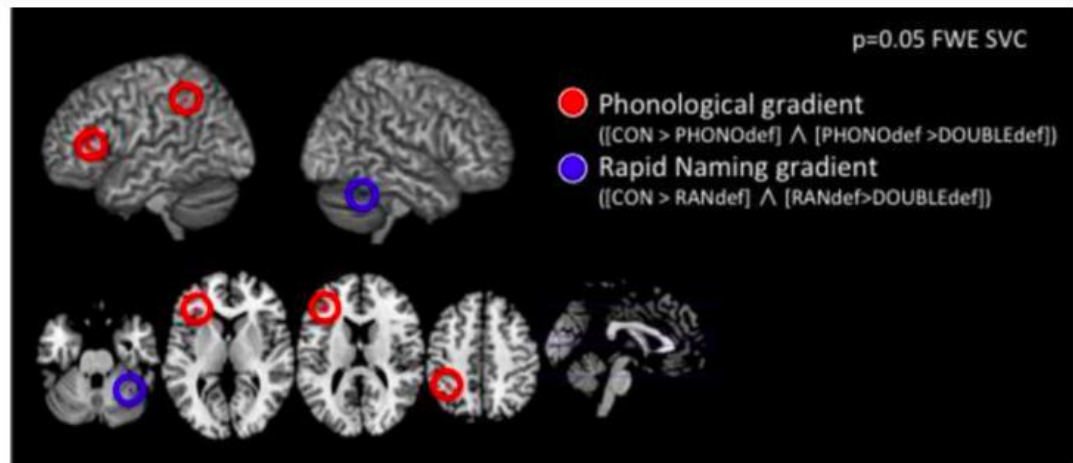 p=0.05 FWE SVC
Phonological gradient
([CON > PHONOdef] ∧ [PHONOdef >DOUBLEdef])
Rapid Naming gradient
([CON > RANdef] ∧ [RANdef>DOUBLEdef])